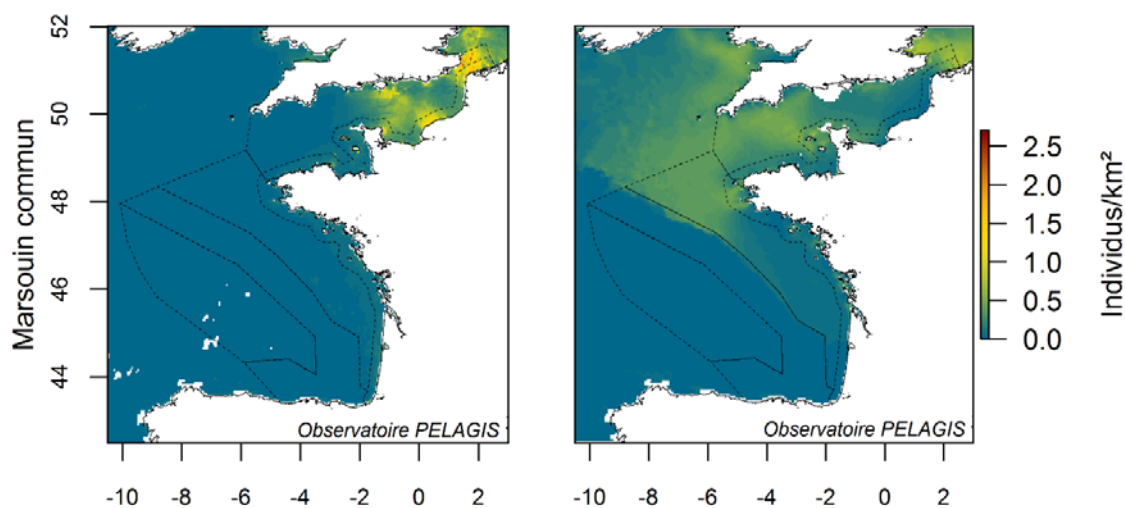 Marsouin commun
52
50
48
46
44
Observatoire PELAGIS
-10 -8 -6 -4 -2 0 2
Observatoire PELAGIS
-10 -8 -6 -4 -2 0 2
2.5
2.0
1.5
1.0
0.5
0.0
Individus/km²